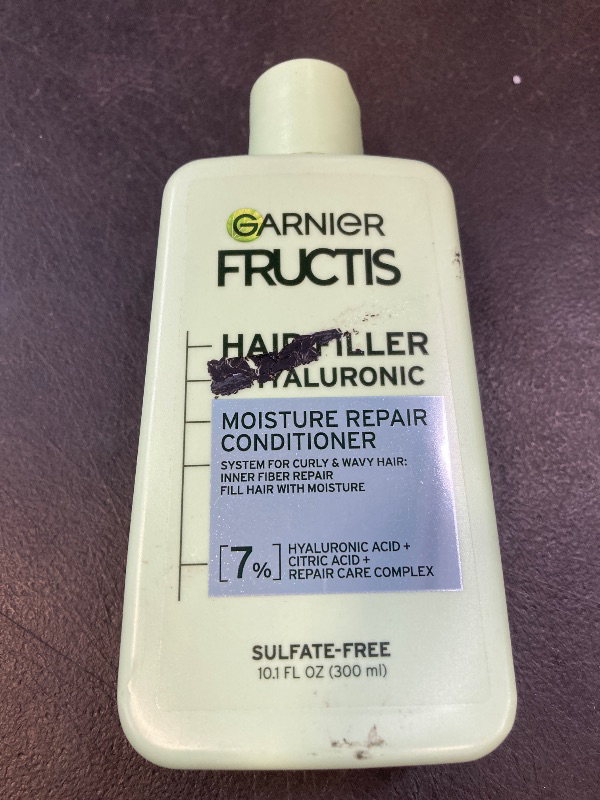 GARNIER
FRUCTIS
HAIR FILLER
HYALURONIC
MOISTURE REPAIR
CONDITIONER
SYSTEM FOR CURLY & WAVY HAIR:
INNER FIBER REPAIR
FILL HAIR WITH MOISTURE
[7%] HYALURONIC ACID +
CITRIC ACID +
REPAIR CARE COMPLEX
SULFATE-FREE
10.1 FL OZ (300 ml)